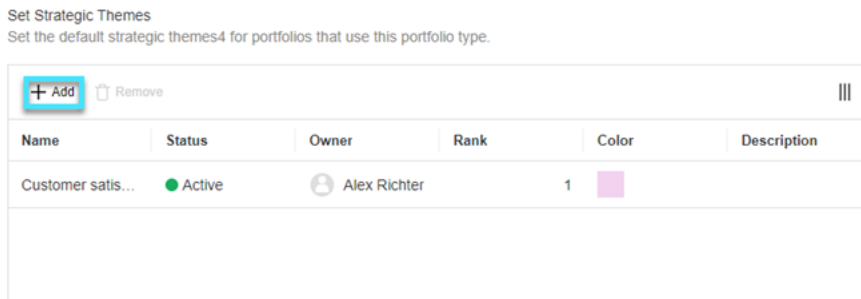 Set Strategic Themes
Set the default strategic themes4 for portfolios that use this portfolio type.
+ Add Remove
Name Status Owner Rank Color Description
Customer satis... Active Alex Richter 1